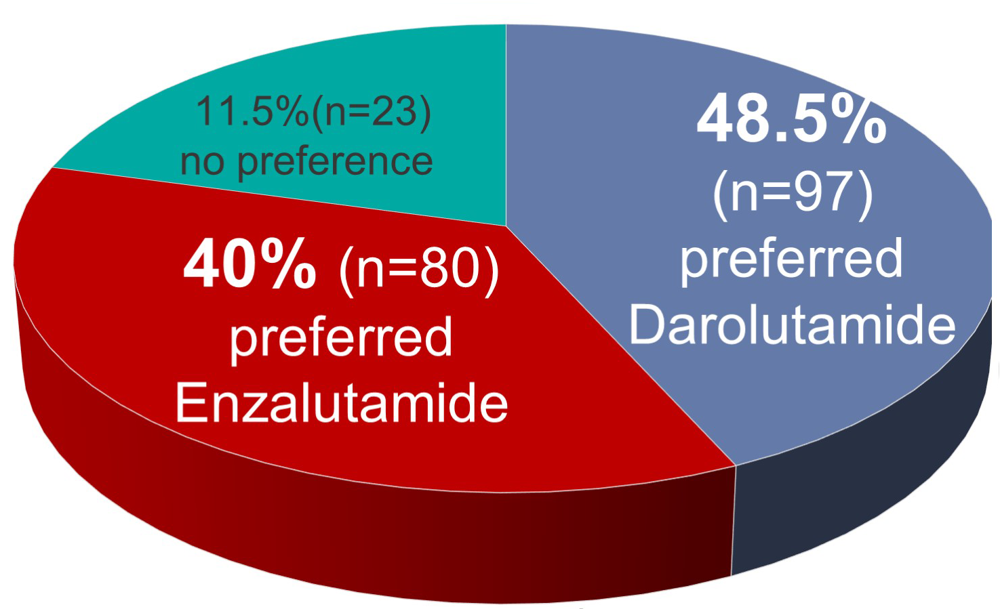 11.5%(n=23)
no preference
48.5%
(n=97)
preferred
Darolutamide
40% (n=80)
preferred
Enzalutamide